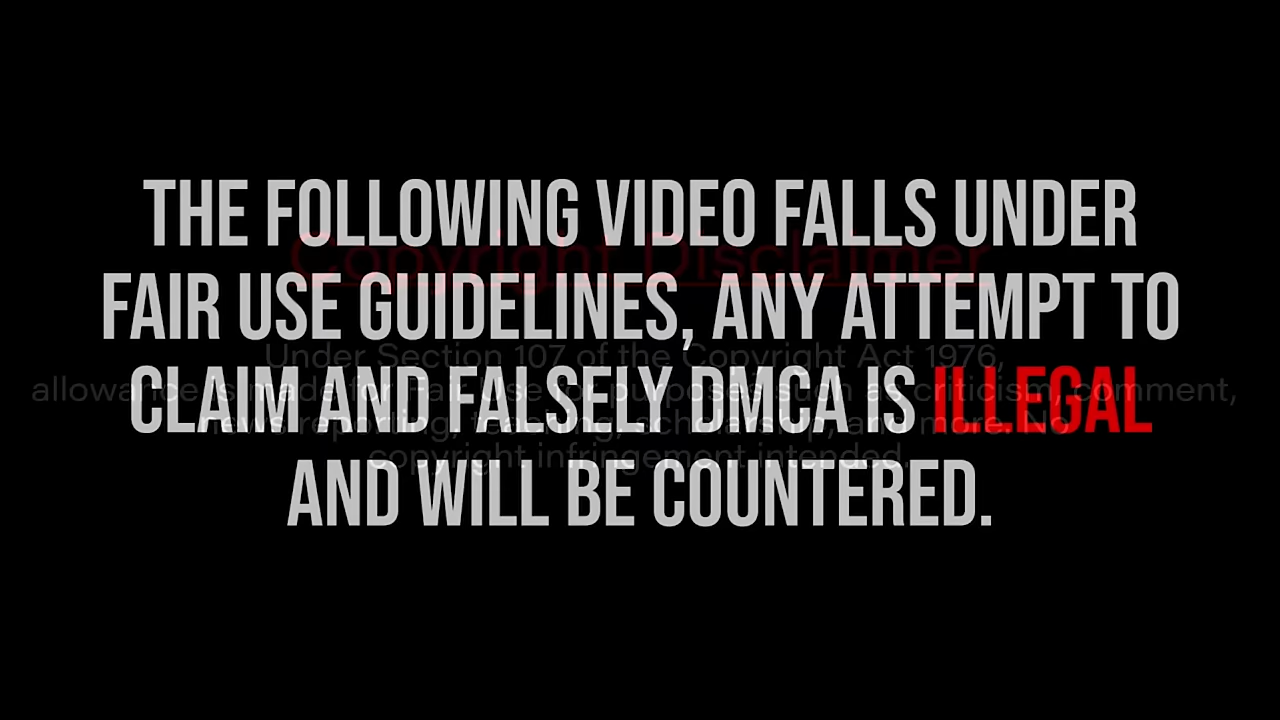 THE FOLLOWING VIDEO FALLS UNDER
Copyright Disclaimer
FAIR USE GUIDELINES, ANY ATTEMPT TO
Under Section 107 of the Copyright Act 1976,
CLAIM AND FALSELY DMCA IS ILLEGAL
allowance is made for Fair Use for purposes such as criticism, comment,
news reporting, teaching, scholarship, and more. No
copyright infringement intended.
AND WILL BE COUNTERED.